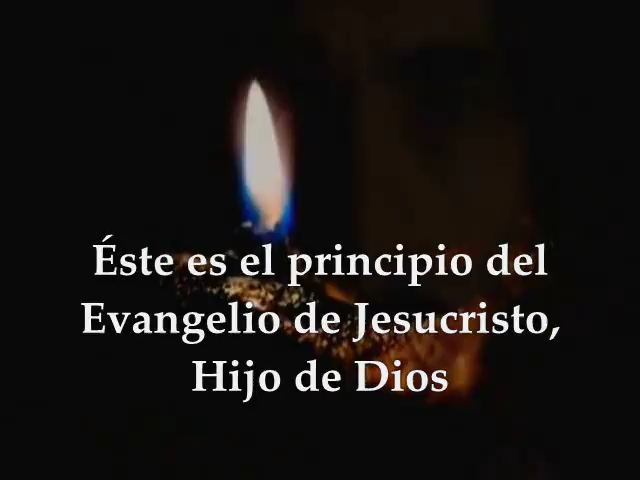 Éste es el principio del
Evangelio de Jesucristo,
Hijo de Dios